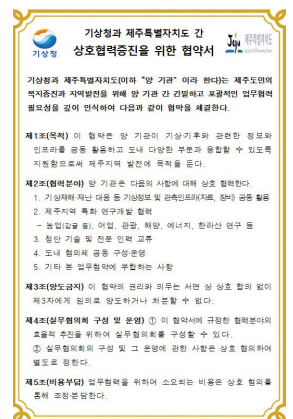 기상청과 제주특별자치도 간
상호협력증진을 위한 협약서
기상청
제주특별자치도
기상청과 제주특별자치도(이하 "양 기관"이라 한다)는 제주도민의
복지증진과 지역발전을 위해 양 기관 간 긴밀하고 포괄적인 업무협력
필요성을 깊이 인식하여 다음과 같이 협약을 체결한다.
제1조(목적) 이 협약은 양 기관이 기상기후와 관련한 정보와
인프라를 공동 활용하고 도내 다양한 부문과 융합할 수 있도록
지원함으로써 제주지역 발전에 목적을 둔다.
제2조(협력분야) 양 기관은 다음의 사항에 대해 상호 협력한다.
1. 기상재해·재난 대응 등 기상정보 및 관측인프라(자료, 장비) 공동 활용
2. 제주지역 특화 연구개발 협력
- 농업(감귤 등), 어업, 관광, 해양, 에너지, 한라산 연구 등
3. 첨단 기술 및 전문 인력 교류
4. 도내 협의체 공동 구성·운영
5. 기타 본 업무협약에 부합하는 사항
제3조(양도금지) 이 협약의 권리와 의무는 서면 상 상호 합의 없이
제3자에게 임의로 양도하거나 처분할 수 없다.
제4조(실무협의회 구성 및 운영) ① 이 협약서에 규정한 협력분야의
효율적 추진을 위하여 실무협의회를 구성할 수 있다.
② 실무협의회의 구성 및 그 운영에 관한 사항은 상호 협의하여
별도로 정한다.
제5조(비용부담) 업무협력을 위하여 소요되는 비용은 상호 협의를
통해 조정·분담한다.